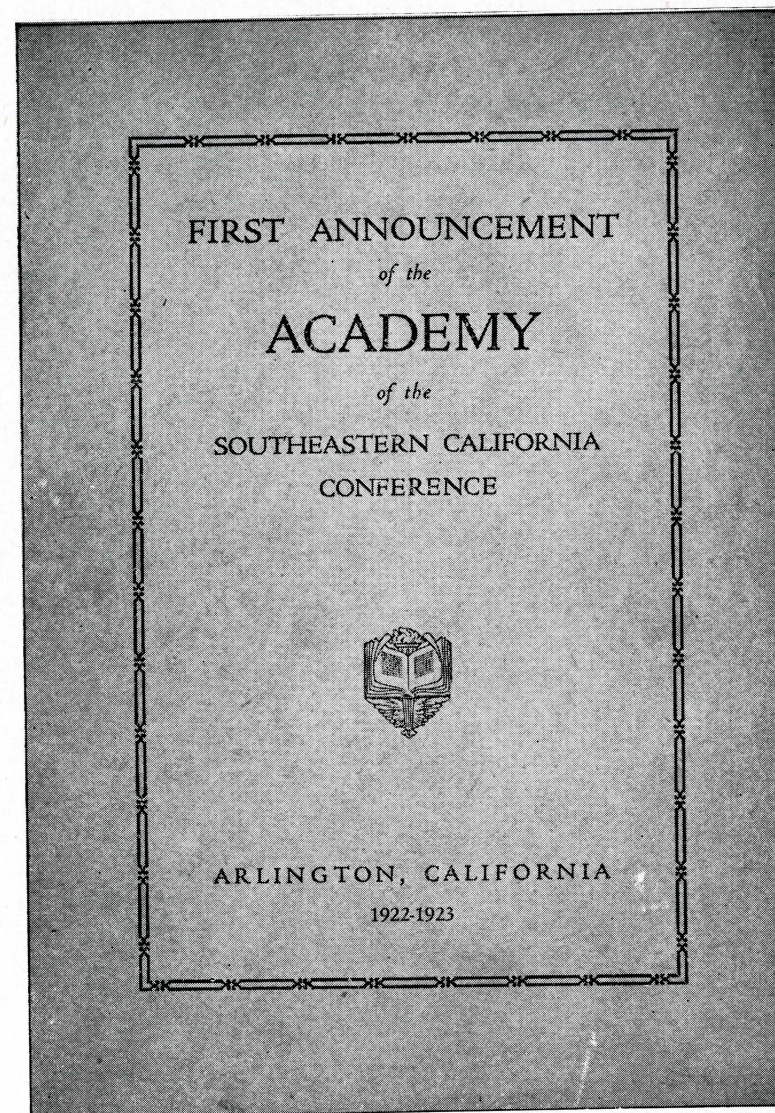 FIRST ANNOUNCEMENT
of the
ACADEMY
of the
SOUTHEASTERN CALIFORNIA
CONFERENCE
ARLINGTON, CALIFORNIA
1922-1923